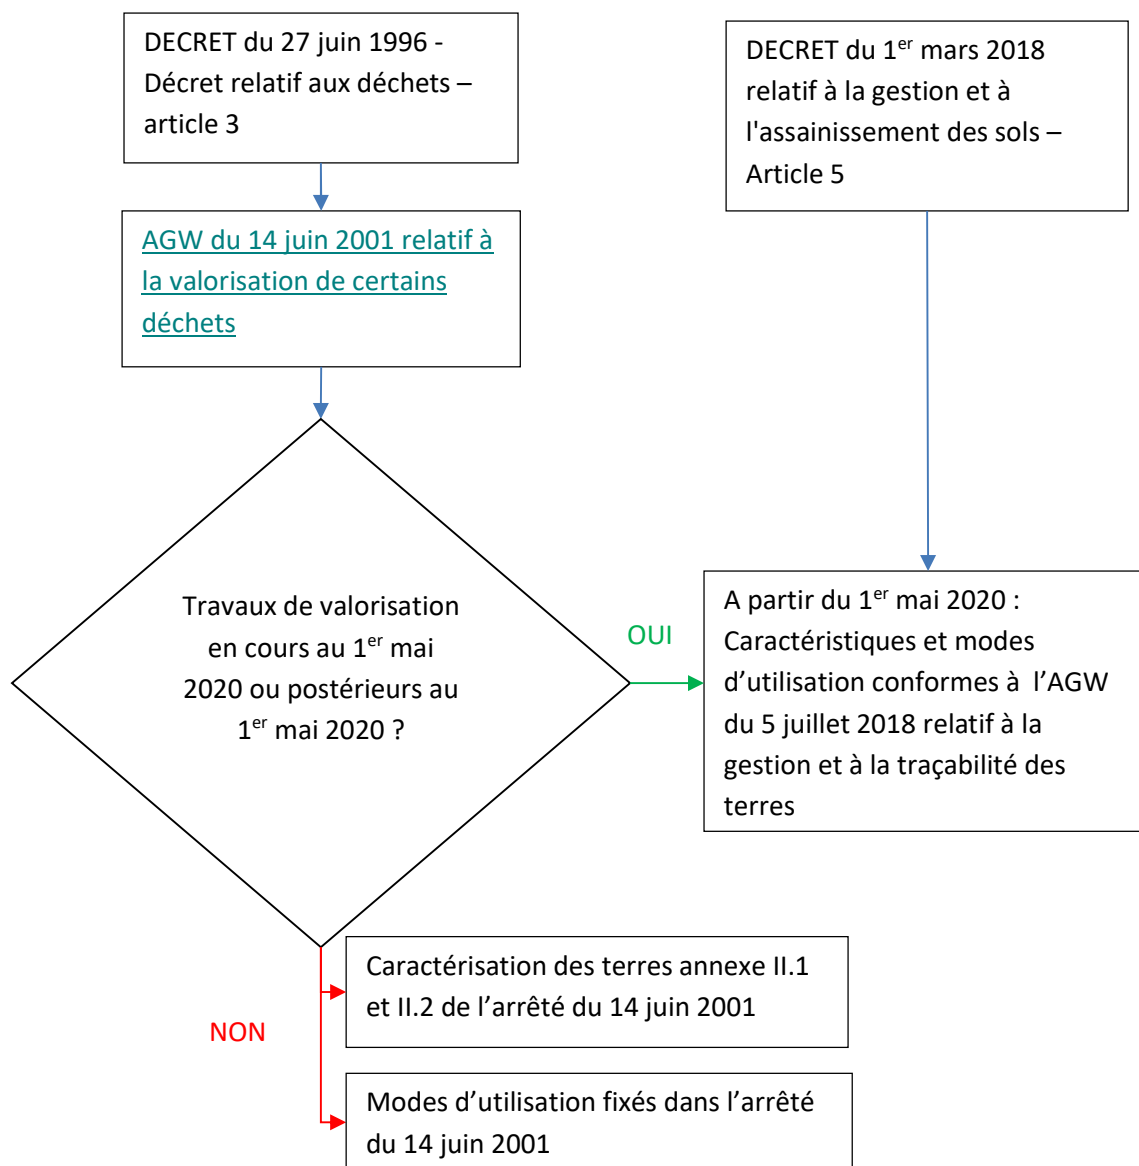 DECRET du 27 juin 1996 -
Décret relatif aux déchets –
article 3
DECRET du 1er mars 2018
relatif à la gestion et à
l'assainissement des sols –
Article 5
AGW du 14 juin 2001 relatif à
la valorisation de certains
déchets
Travaux de valorisation
en cours au 1er mai
2020 ou postérieurs au
1er mai 2020 ?
OUI
A partir du 1er mai 2020 :
Caractéristiques et modes
d’utilisation conformes à l’AGW
du 5 juillet 2018 relatif à la
gestion et à la traçabilité des
terres
NON
Caractérisation des terres annexe II.1
et II.2 de l’arrêté du 14 juin 2001
Modes d’utilisation fixés dans l’arrêté
du 14 juin 2001